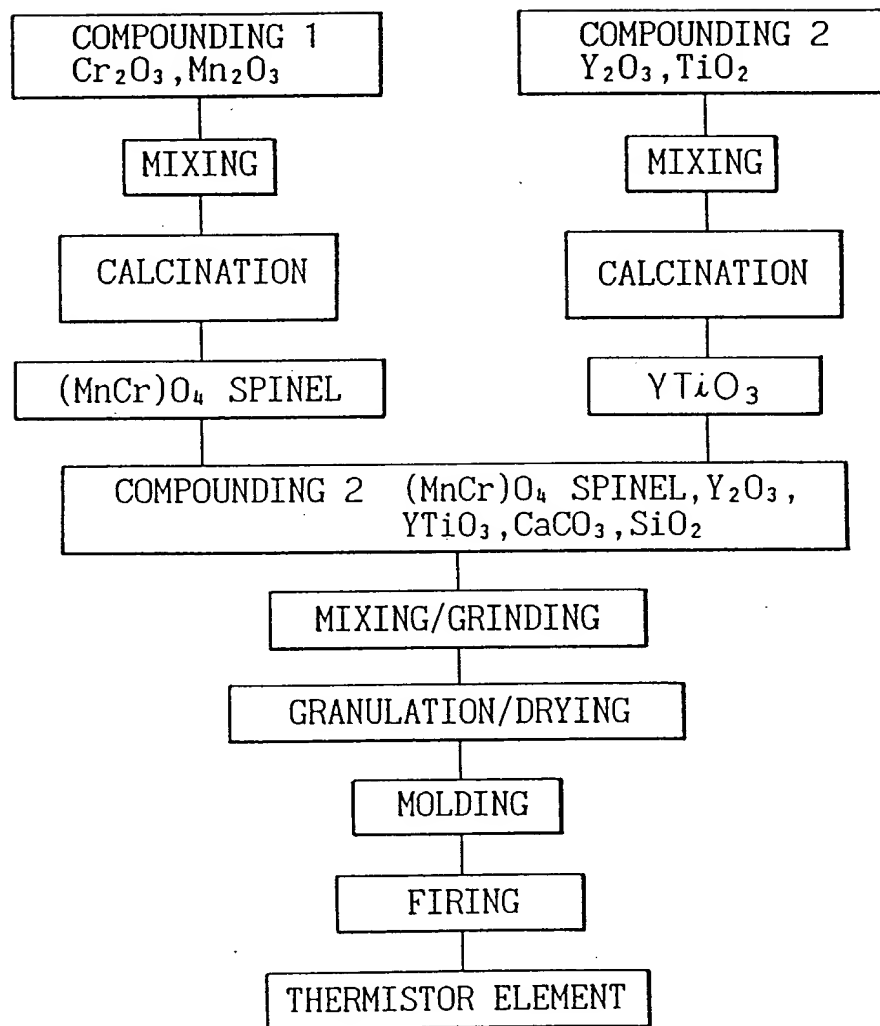 COMPOUNDING 1
Cr₂O₃,Mn₂O₃
MIXING
CALCINATION
(MnCr)O₄ SPINEL
COMPOUNDING 2
Y₂O₃,TiO₂
MIXING
CALCINATION
YTiO₃
COMPOUNDING 2 (MnCr)O₄ SPINEL,Y₂O₃,
YTiO₃,CaCO₃,SiO₂
MIXING/GRINDING
GRANULATION/DRYING
MOLDING
FIRING
THERMISTOR ELEMENT